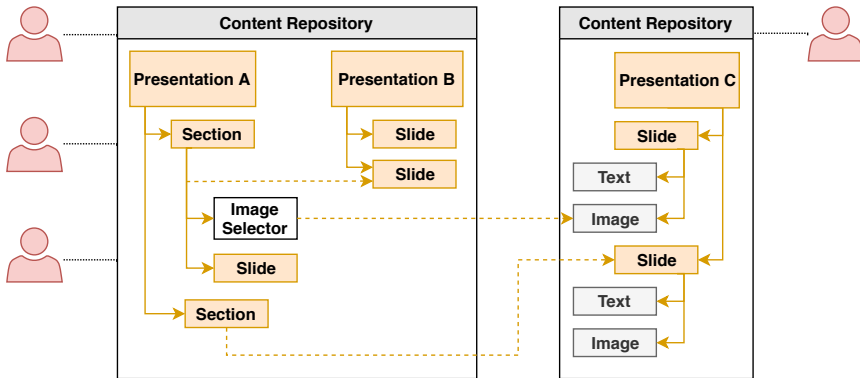 Content Repository
Presentation A
Presentation B
Section
Slide
Slide
Image
Selector
Slide
Section
Content Repository
Presentation C
Slide
Text
Image
Slide
Text
Image